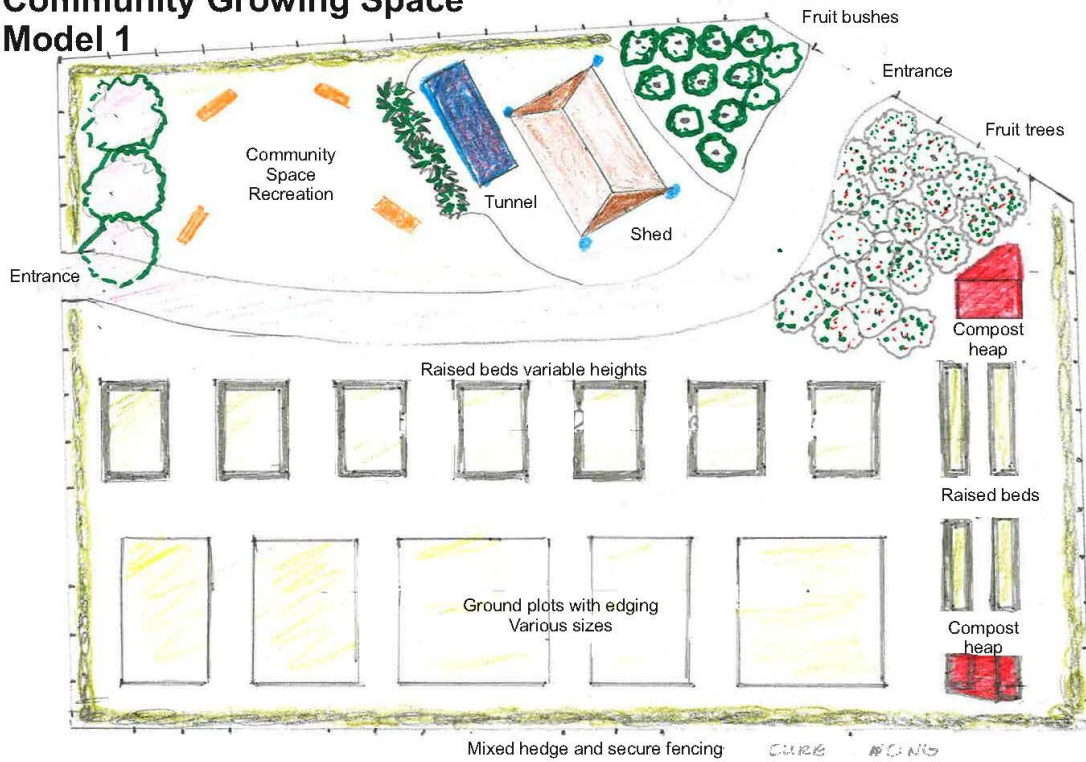 Community Growing Space
Model 1
Fruit bushes
Entrance
Fruit trees
Community
Space
Recreation
Tunnel
Shed
Entrance
Compost
heap
Raised beds variable heights
Raised beds
Ground plots with edging
Various sizes
Compost
heap
Mixed hedge and secure fencing